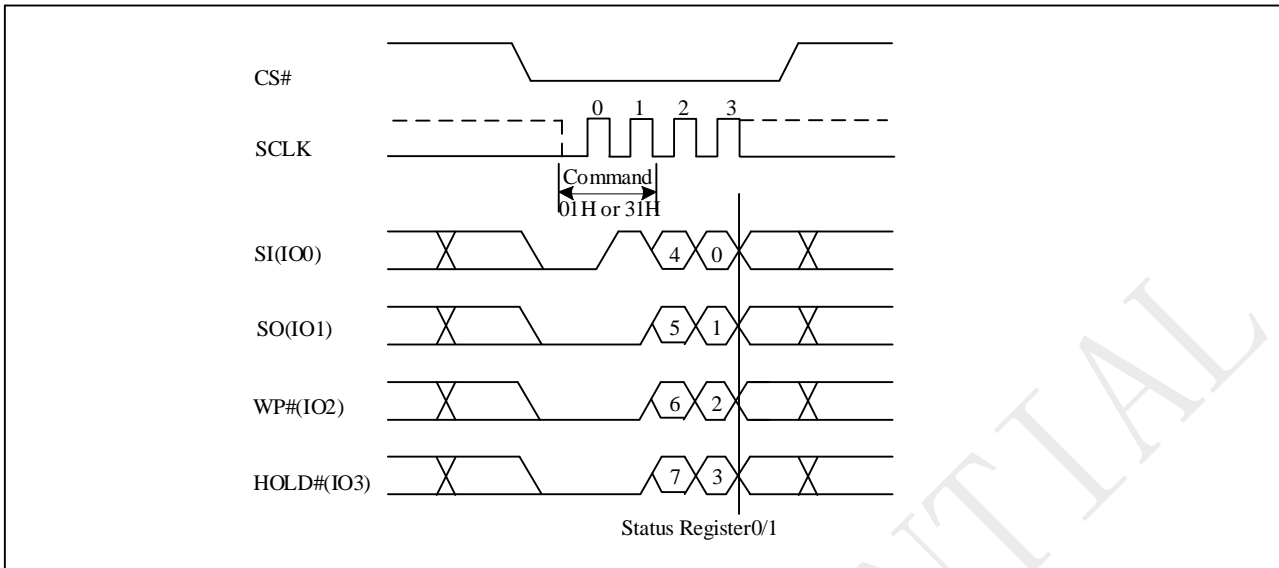 CS#
0 1 2 3
SCLK
Command
01H or 31H
SI(IO0) 4 0
SO(IO1) 5 1
WP#(IO2) 6 2
HOLD#(IO3) 7 3
Status Register0/1
NTIAL